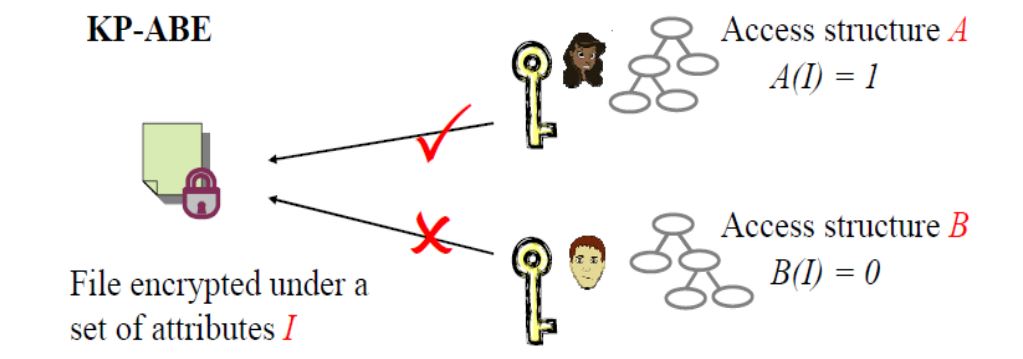 KP-ABE
Access structure A
A(I) = 1
Access structure B
B(I) = 0
File encrypted under a
set of attributes I